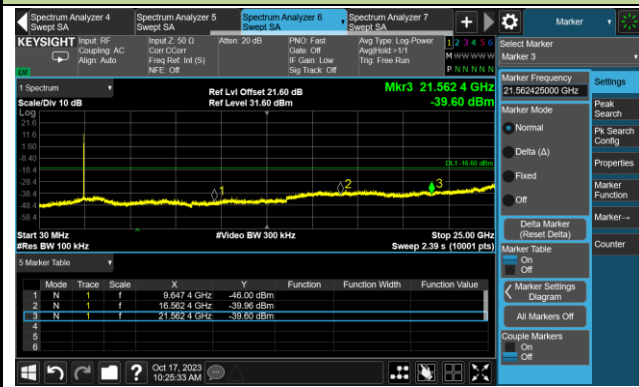 Spectrum Analyzer 4
Swept SA
Spectrum Analyzer 5
Swept SA
Spectrum Analyzer 6
Swept SA
Spectrum Analyzer 7
Swept SA
+
Marker
KEYSIGHT
Input: RF
Coupling: AC
Align: Auto
Input Z: 50 Ω
Corr CCorr
Freq Ref: Int (S)
NFE: Off
Atten: 20 dB
PNO: Fast
Gate: Off
IF Gain: Low
Sig Track: Off
Avg Type: Log-Power
Avg|Hold:>1/1
Trig: Free Run
1 2 3 4 5 6
M W W W W W
P N N N N N
LXI
Select Marker
Marker 3
1 Spectrum
Scale/Div 10 dB
Log
Ref Lvl Offset 21.60 dB
Ref Level 31.60 dBm
Mkr3 21.562 4 GHz
-39.60 dBm
21.6
11.6
1.60
-8.40
-18.4
-28.4
-38.4
-48.4
-58.4
DL1 -16.60 dBm
1
2
3
Start 30 MHz
#Res BW 100 kHz
#Video BW 300 kHz
Stop 25.00 GHz
Sweep 2.39 s (10001 pts)
5 Marker Table
Mode Trace Scale X Y Function Function Width Function Value
1 N 1 f 9.647 4 GHz -46.00 dBm
2 N 1 f 16.562 4 GHz -39.96 dBm
3 N 1 f 21.562 4 GHz -39.60 dBm
4
5
6
Marker Frequency
21.562425000 GHz
Marker Mode
Normal
Delta (Δ)
Fixed
Off
Delta Marker
(Reset Delta)
Marker Table
On
Off
Marker Settings
Diagram
All Markers Off
Couple Markers
On
Off
Settings
Peak
Search
Pk Search
Config
Properties
Marker
Function
Marker→
Counter
?
Oct 17, 2023
10:25:33 AM